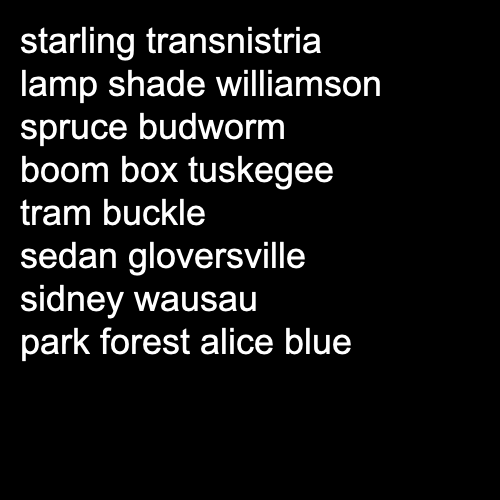 starling transnistria
lamp shade williamson
spruce budworm
boom box tuskegee
tram buckle
sedan gloversville
sidney wausau
park forest alice blue